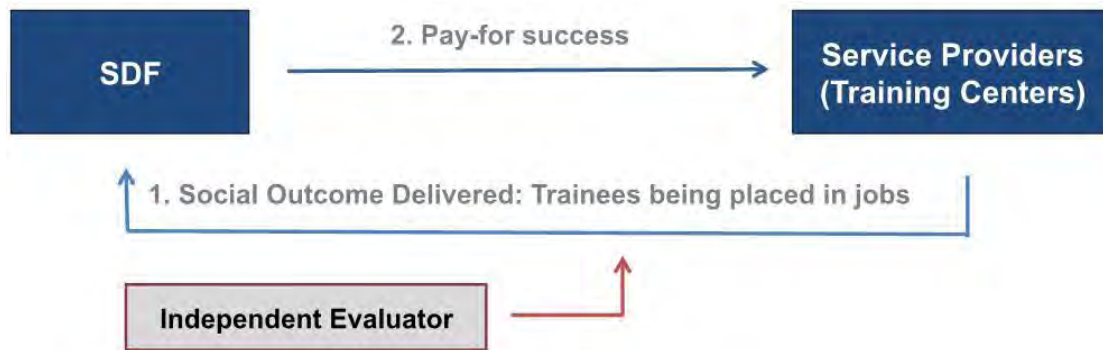 2. Pay-for success
SDF
Service Providers
(Training Centers)
1. Social Outcome Delivered: Trainees being placed in jobs
Independent Evaluator